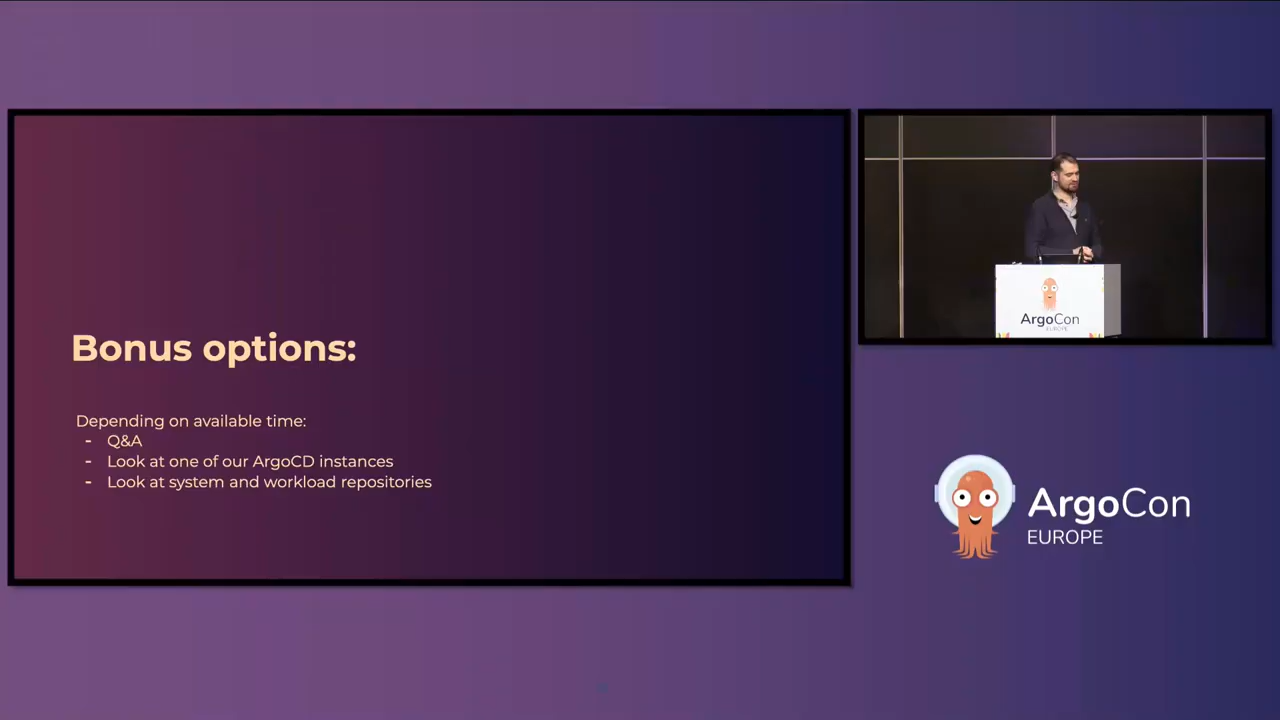 Bonus options:
Depending on available time:
- Q&A
- Look at one of our ArgoCD instances
- Look at system and workload repositories
ArgoCon
EUROPE
ArgoCon
EUROPE